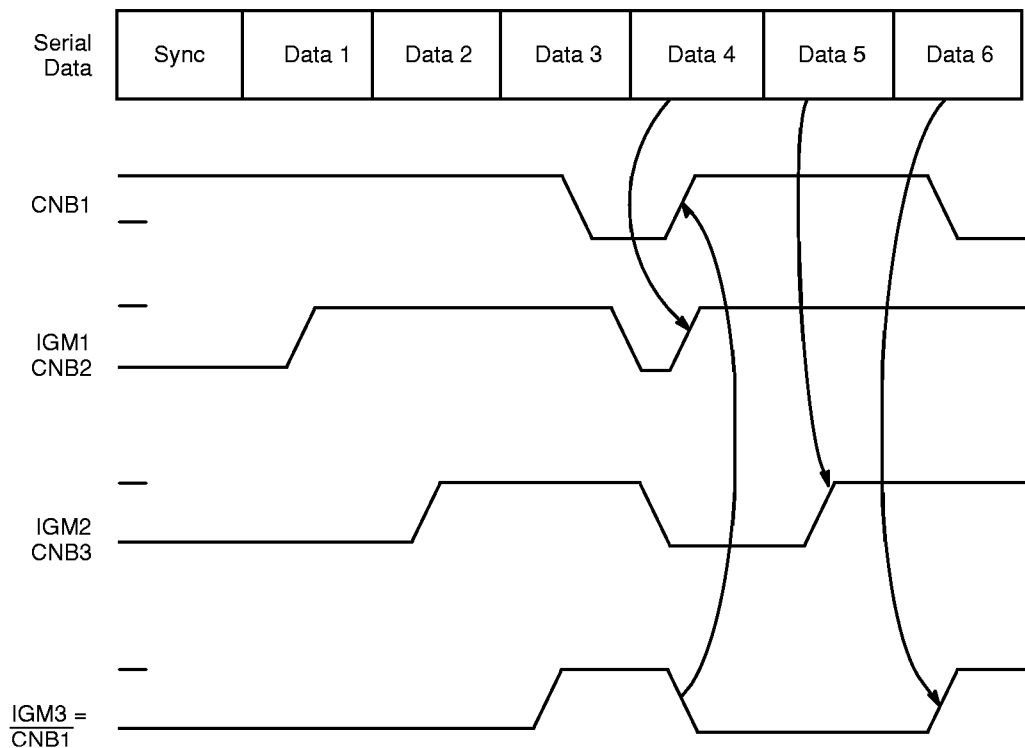 Serial
Data
Sync
Data 1
Data 2
Data 3
Data 4
Data 5
Data 6
CNB1
IGM1
CNB2
IGM2
CNB3
IGM3 =
CNB1